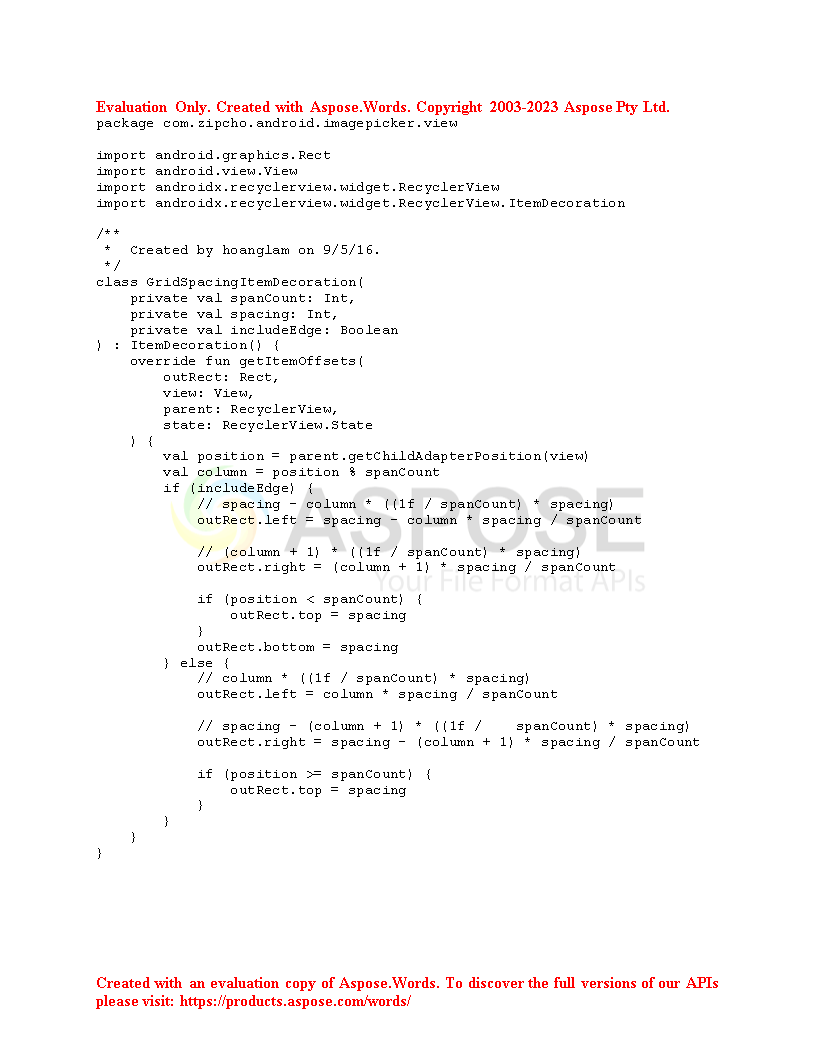 Evaluation Only. Created with Aspose.Words. Copyright 2003-2023 Aspose Pty Ltd.
package com.zipcho.android.imagepicker.view

import android.graphics.Rect
import android.view.View
import androidx.recyclerview.widget.RecyclerView
import androidx.recyclerview.widget.RecyclerView.ItemDecoration

/**
 *  Created by hoanglam on 9/5/16.
 */
class GridSpacingItemDecoration(
    private val spanCount: Int,
    private val spacing: Int,
    private val includeEdge: Boolean
) : ItemDecoration() {
    override fun getItemOffsets(
        outRect: Rect,
        view: View,
        parent: RecyclerView,
        state: RecyclerView.State
    ) {
        val position = parent.getChildAdapterPosition(view)
        val column = position % spanCount
        if (includeEdge) {
            // spacing - column * ((1f / spanCount) * spacing)
            outRect.left = spacing - column * spacing / spanCount

            // (column + 1) * ((1f / spanCount) * spacing)
            outRect.right = (column + 1) * spacing / spanCount

            if (position < spanCount) {
                outRect.top = spacing
            }
            outRect.bottom = spacing
        } else {
            // column * ((1f / spanCount) * spacing)
            outRect.left = column * spacing / spanCount

            // spacing - (column + 1) * ((1f /    spanCount) * spacing)
            outRect.right = spacing - (column + 1) * spacing / spanCount

            if (position >= spanCount) {
                outRect.top = spacing
            }
        }
    }
}
ASPOSE
Your File Format APIs
Created with an evaluation copy of Aspose.Words. To discover the full versions of our APIs
please visit: https://products.aspose.com/words/